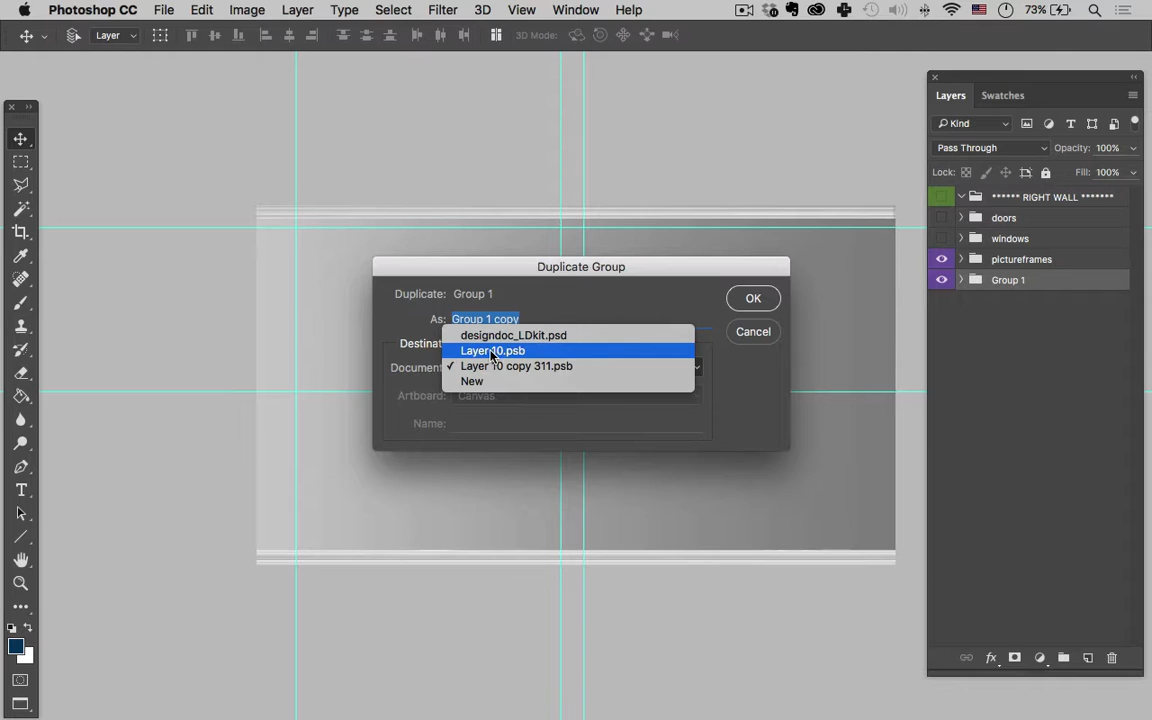 Photoshop CC File Edit Image Layer Type Select Filter 3D View Window Help 73%
Layer 3D Mode:
Layers Swatches
Kind
Pass Through Opacity: 100%
Lock: Fill: 100%
****** RIGHT WALL *******
doors
windows
pictureframes
Group 1
Duplicate Group
Duplicate: Group 1 OK
As: Group 1 copy
Cancel
designdoc_LDkit.psd
Destinat
Layer 10.psb
Document Layer 10 copy 311.psb
New
Artboard: Canvas
Name:
fx